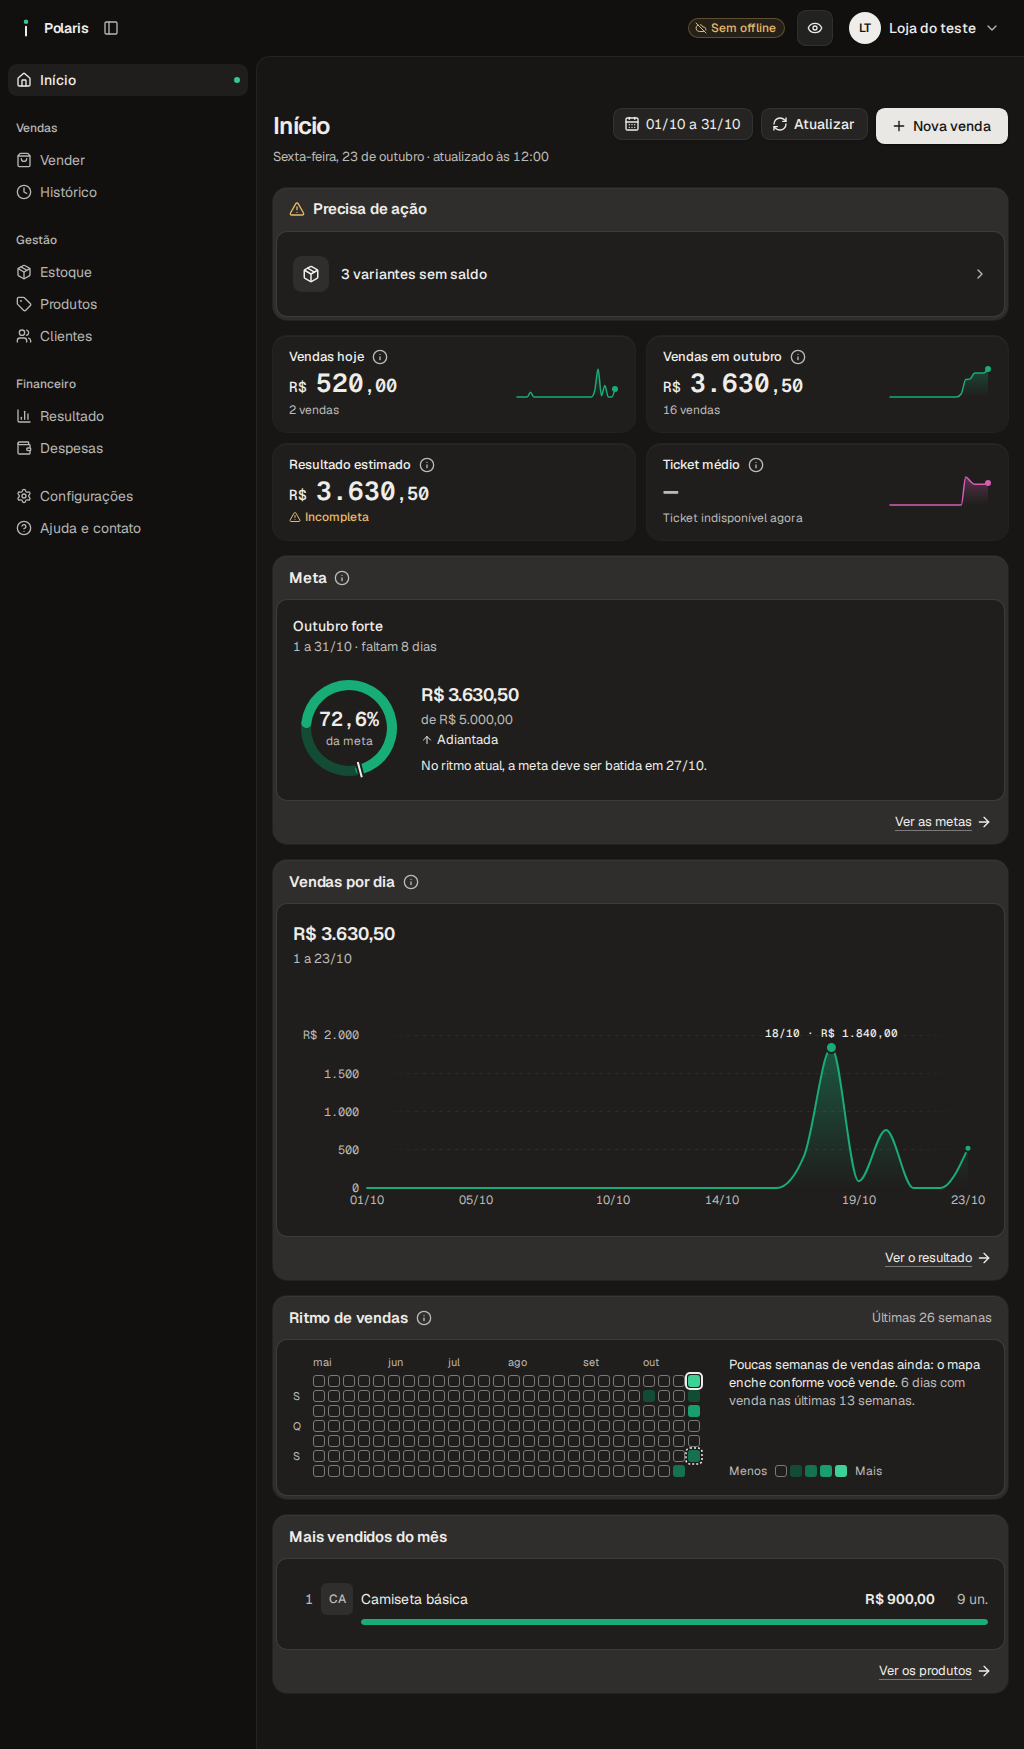 Polaris
Sem offline
LT
Loja do teste
Início
Vendas
Vender
Histórico
Gestão
Estoque
Produtos
Clientes
Financeiro
Resultado
Despesas
Configurações
Ajuda e contato
Início
01/10 a 31/10
Atualizar
Nova venda
Sexta-feira, 23 de outubro · atualizado às 12:00
Precisa de ação
3 variantes sem saldo
Vendas hoje
R$ 520,00
2 vendas
Vendas em outubro
R$ 3.630,50
16 vendas
Resultado estimado
R$ 3.630,50
Incompleta
Ticket médio
—
Ticket indisponível agora
Meta
Outubro forte
1 a 31/10 · faltam 8 dias
72,6%
da meta
R$ 3.630,50
de R$ 5.000,00
Adiantada
No ritmo atual, a meta deve ser batida em 27/10.
Ver as metas
Vendas por dia
R$ 3.630,50
1 a 23/10
18/10 · R$ 1.840,00
R$ 2.000
1.500
1.000
500
0
01/10 05/10 10/10 14/10 19/10 23/10
Ver o resultado
Ritmo de vendas
Últimas 26 semanas
mai jun jul ago set out
S
Q
S
Poucas semanas de vendas ainda: o mapa
enche conforme você vende. 6 dias com
venda nas últimas 13 semanas.
Menos Mais
Mais vendidos do mês
1 CA Camiseta básica R$ 900,00 9 un.
Ver os produtos